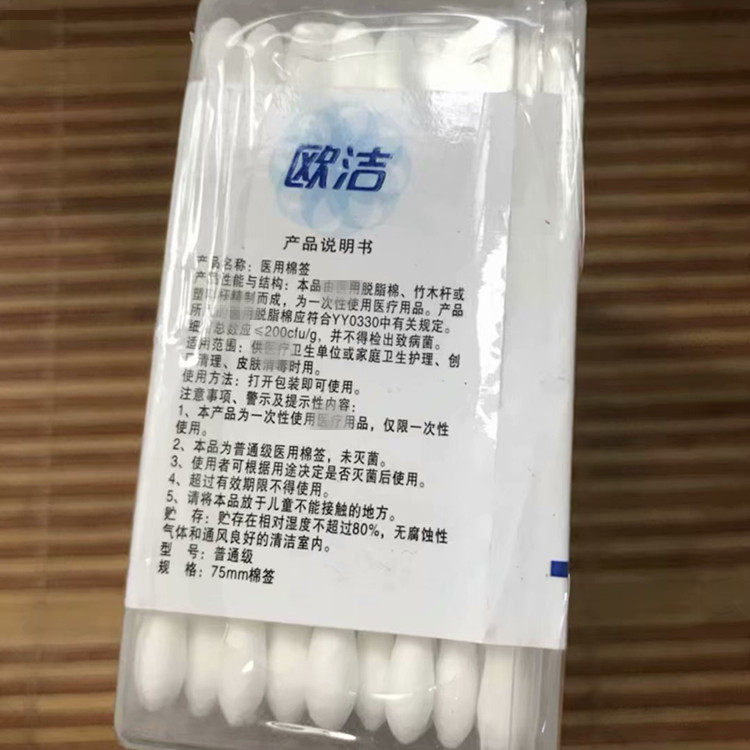 欧洁
产品说明书
产品名称：医用棉签
产品性能与结构：本品由医用脱脂棉、竹木杆或
塑料杯精制而成，为一次性使用医疗用品。产品
所 医用脱脂棉应符合YY0330中有关规定。
细 总数应≤200cfu/g，并不得检出致病菌。
适用范围：供医疗卫生单位或家庭卫生护理、创
清理、皮肤消毒时用。
使用方法：打开包装即可使用。
注意事项、警示及提示性内容：
1、本产品为一次性使用医疗用品，仅限一次性
使用。
2、本品为普通级医用棉签，未灭菌。
3、使用者可根据用途决定是否灭菌后使用。
4、超过有效期限不得使用。
5、请将本品放于儿童不能接触的地方。
贮 存：贮存在相对湿度不超过80%，无腐蚀性
气体和通风良好的清洁室内。
型 号：普通级
规 格：75mm棉签